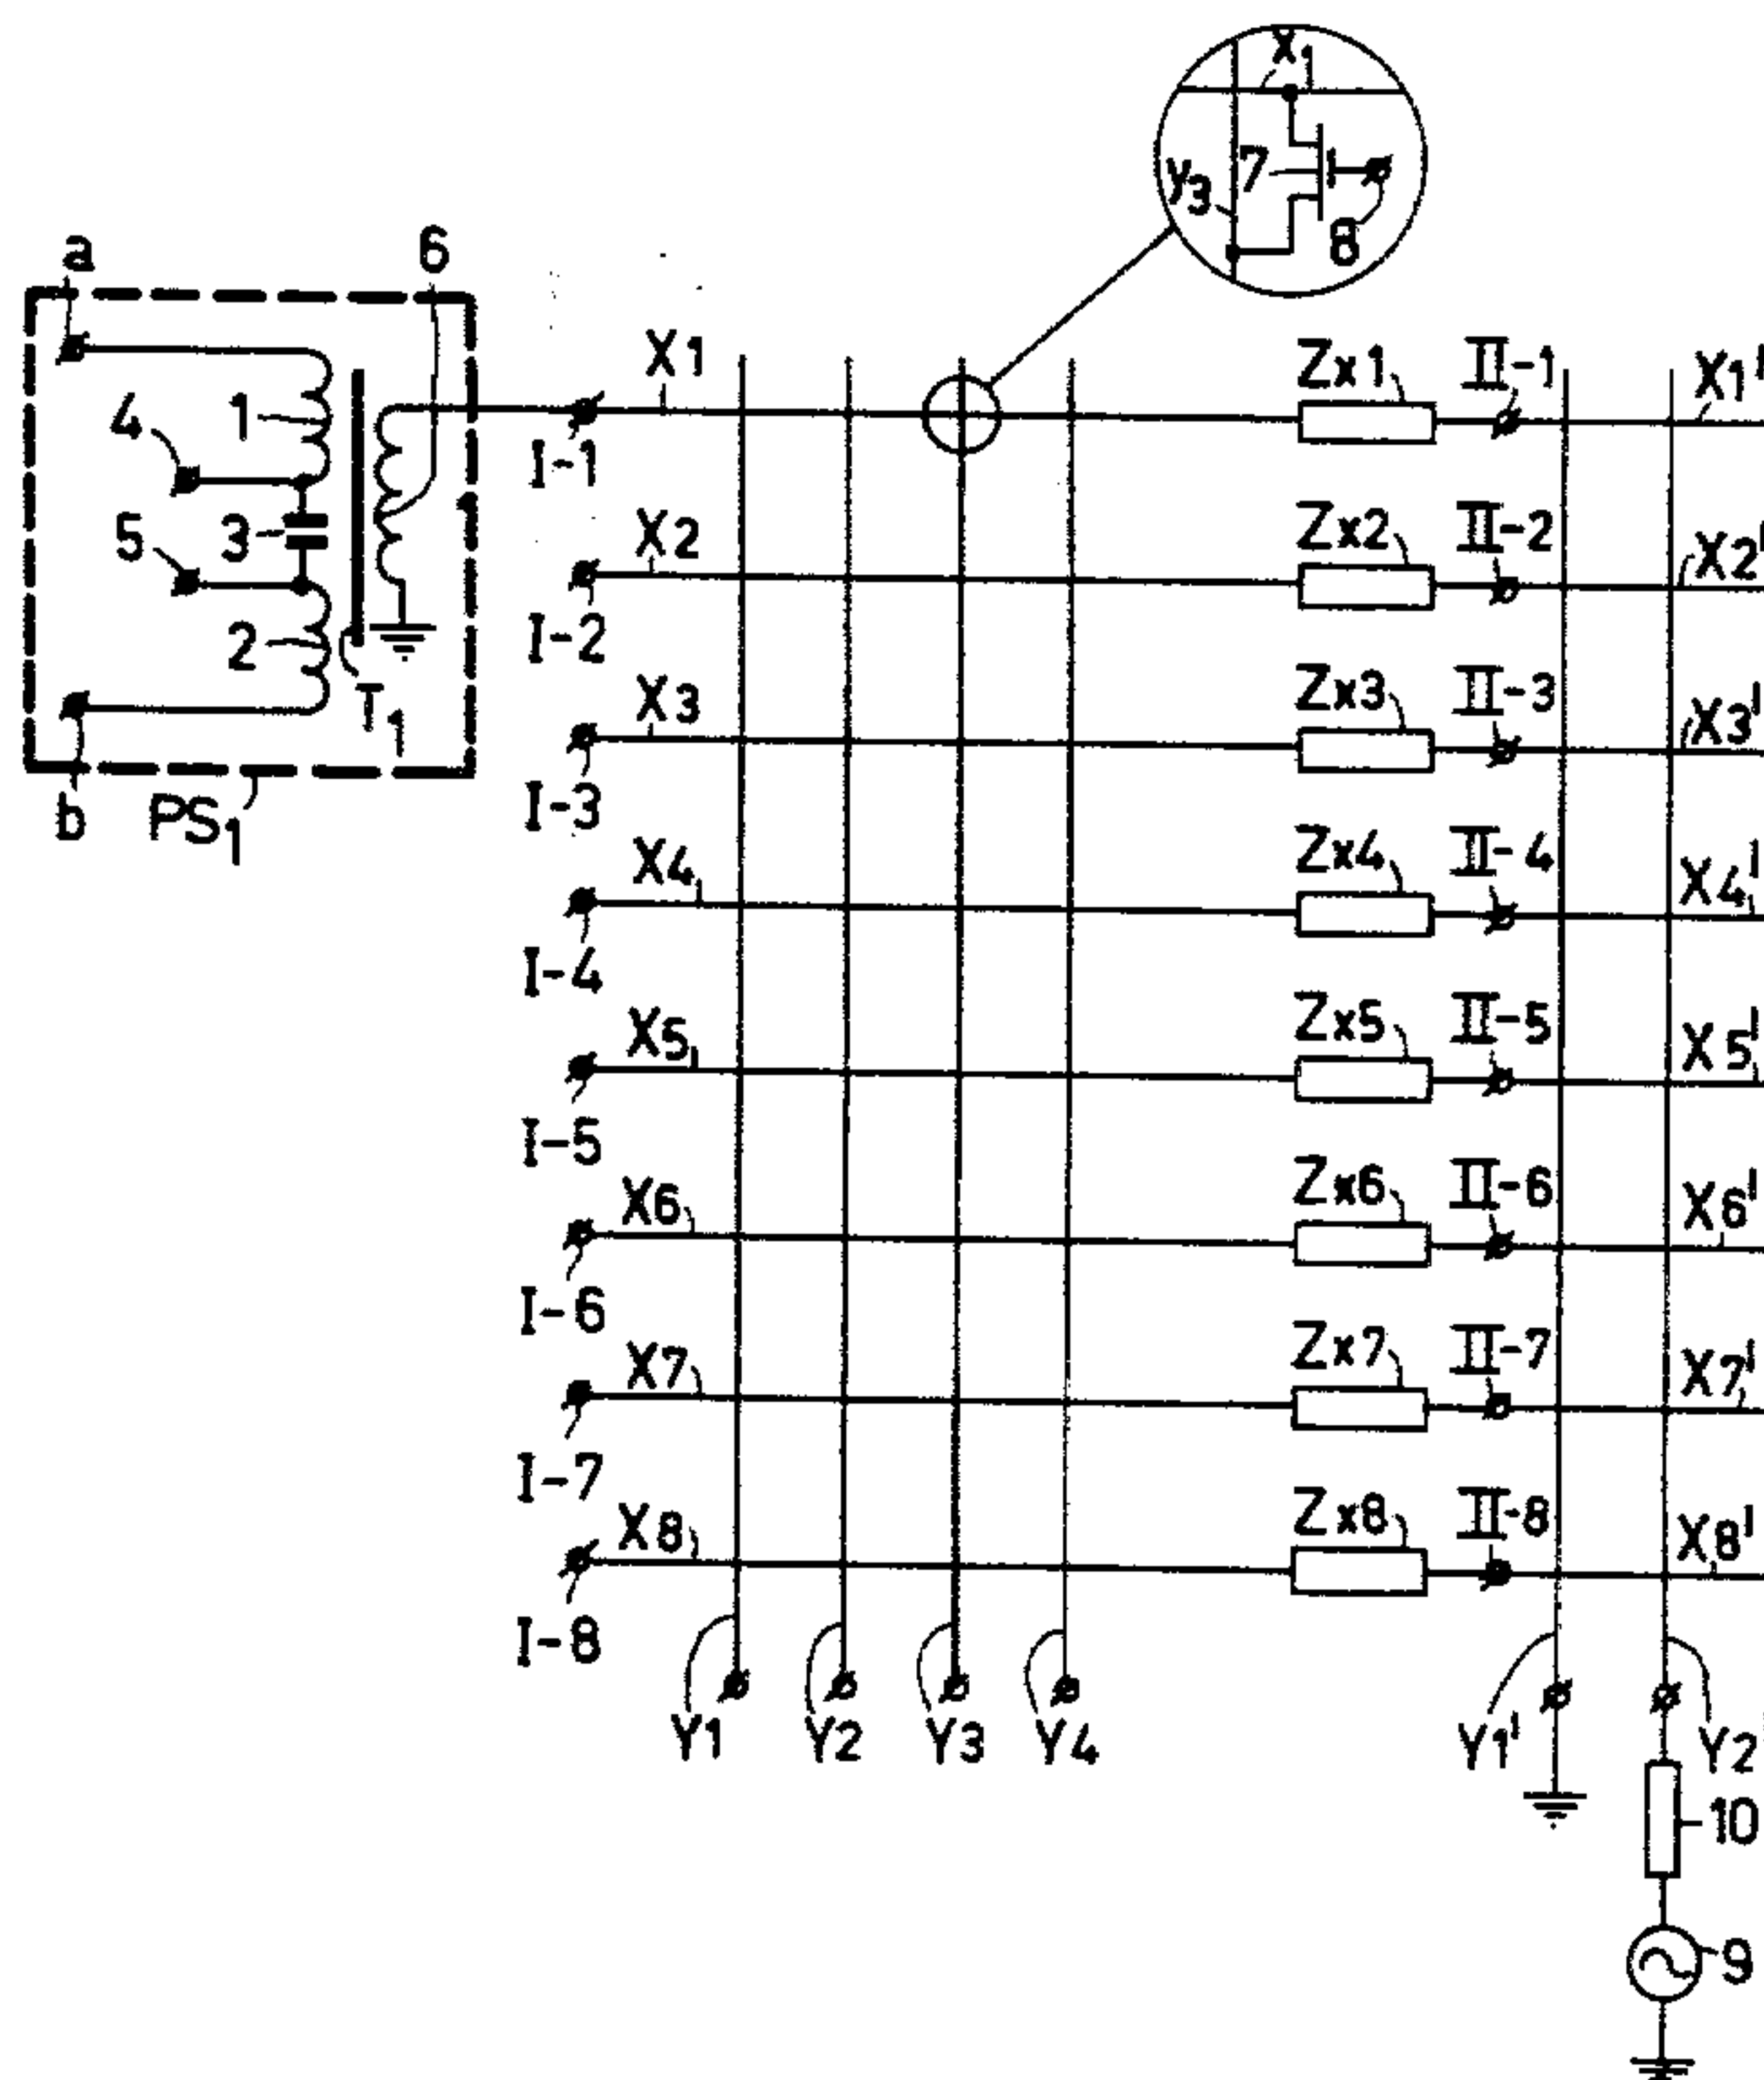 X1
y3 7 8
a 6
X1 Zx1 II-1 X1'
4 1 I-1
5 3 X2 Zx2 II-2 X2'
2 I-2
T1 X3 Zx3 II-3 X3'
b PS1 I-3
X4 Zx4 II-4 X4'
I-4
X5 Zx5 II-5 X5'
I-5
X6 Zx6 II-6 X6'
I-6
X7 Zx7 II-7 X7'
I-7
X8 Zx8 II-8 X8'
I-8
Y1 Y2 Y3 Y4 Y1' Y2'
10
9